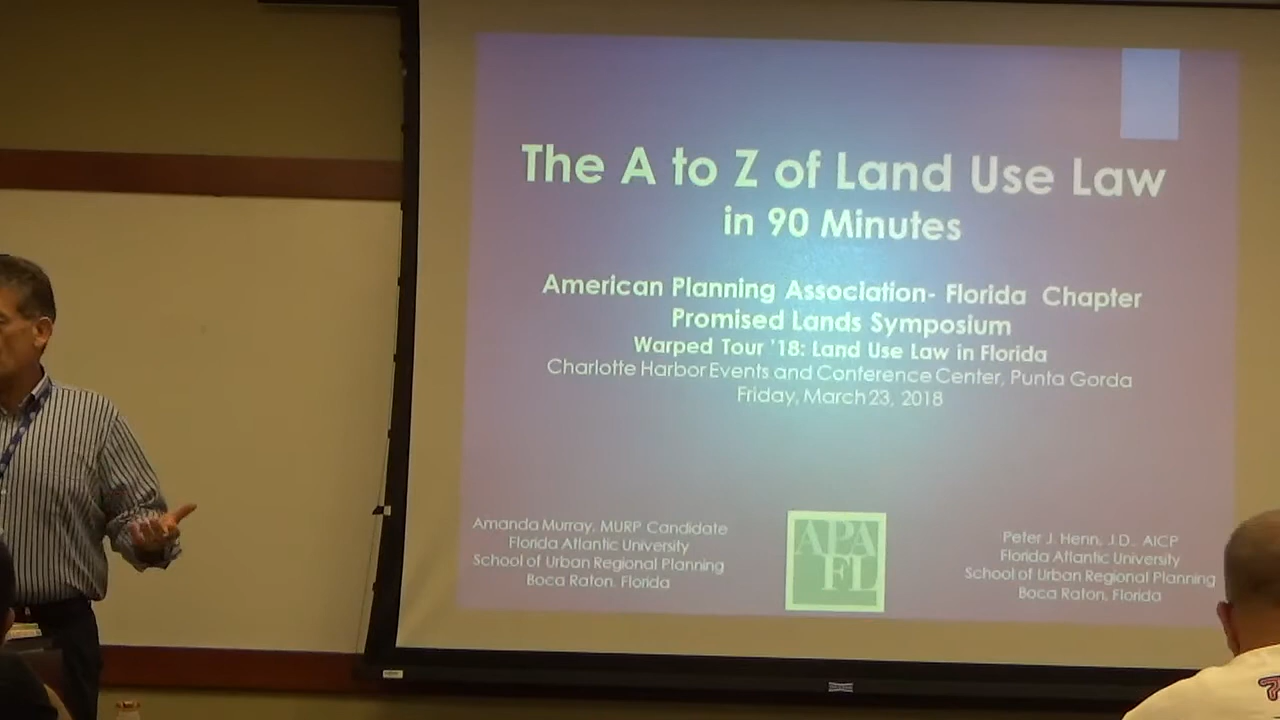 The A to Z of Land Use Law
in 90 Minutes
American Planning Association- Florida Chapter
Promised Lands Symposium
Warped Tour '18: Land Use Law in Florida
Charlotte Harbor Events and Conference Center, Punta Gorda
Friday, March 23, 2018
Amanda Murray, MURP Candidate
Florida Atlantic University
School of Urban Regional Planning
Boca Raton, Florida
APA
FL
Peter J. Henn, J.D., AICP
Florida Atlantic University
School of Urban Regional Planning
Boca Raton, Florida